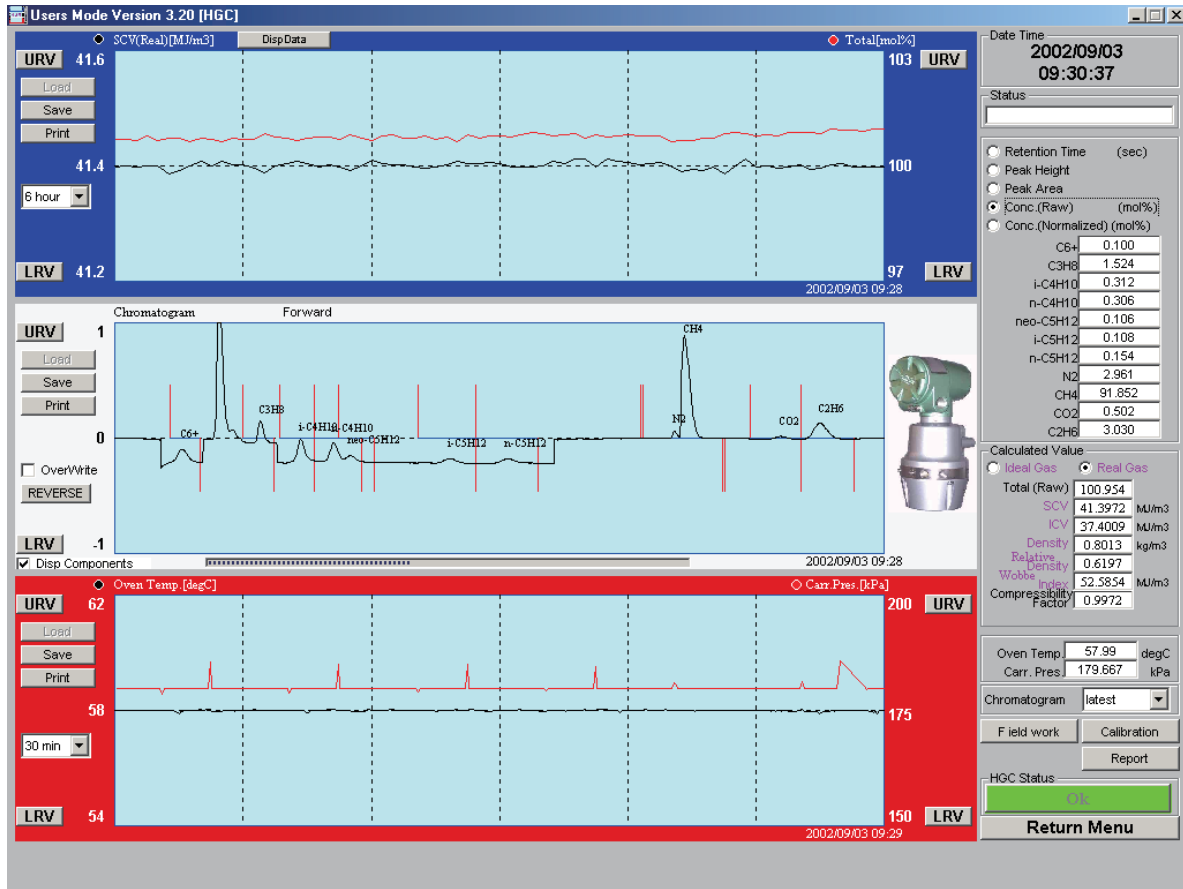 Users Mode Version 3.20 [HGC]
SCV(Real)[MJ/m3] DispData Total[mol%]
URV 41.6 103 URV
Load
Save
Print
41.4 100
6 hour
LRV 41.2 97 LRV
2002/09/03 09:28
Chromatogram Forward
URV 1
Load
Save
Print
0
OverWrite
REVERSE
LRV -1
Disp Components
C6+
C3H8
i-C4H10
n-C4H10
neo-C5H12
i-C5H12
n-C5H12
N2
CH4
CO2
C2H6
2002/09/03 09:28
Oven Temp.[degC] Carr.Pres.[kPa]
URV 62 200 URV
Load
Save
Print
58 175
30 min
LRV 54 150 LRV
2002/09/03 09:29
Date Time
2002/09/03
09:30:37
Status
Retention Time (sec)
Peak Height
Peak Area
Conc.(Raw) (mol%)
Conc.(Normalized) (mol%)
C6+ 0.100
C3H8 1.524
i-C4H10 0.312
n-C4H10 0.306
neo-C5H12 0.106
i-C5H12 0.108
n-C5H12 0.154
N2 2.961
CH4 91.852
CO2 0.502
C2H6 3.030
Calculated Value
Ideal Gas Real Gas
Total (Raw) 100.954
SCV 41.3972 MJ/m3
ICV 37.4009 MJ/m3
Density 0.8013 kg/m3
Relative
Density 0.6197
Wobbe
Index 52.5854 MJ/m3
Compressibility
Factor 0.9972
Oven Temp. 57.99 degC
Carr. Pres. 179.667 kPa
Chromatogram latest
Field work Calibration
Report
HGC Status
Ok
Return Menu